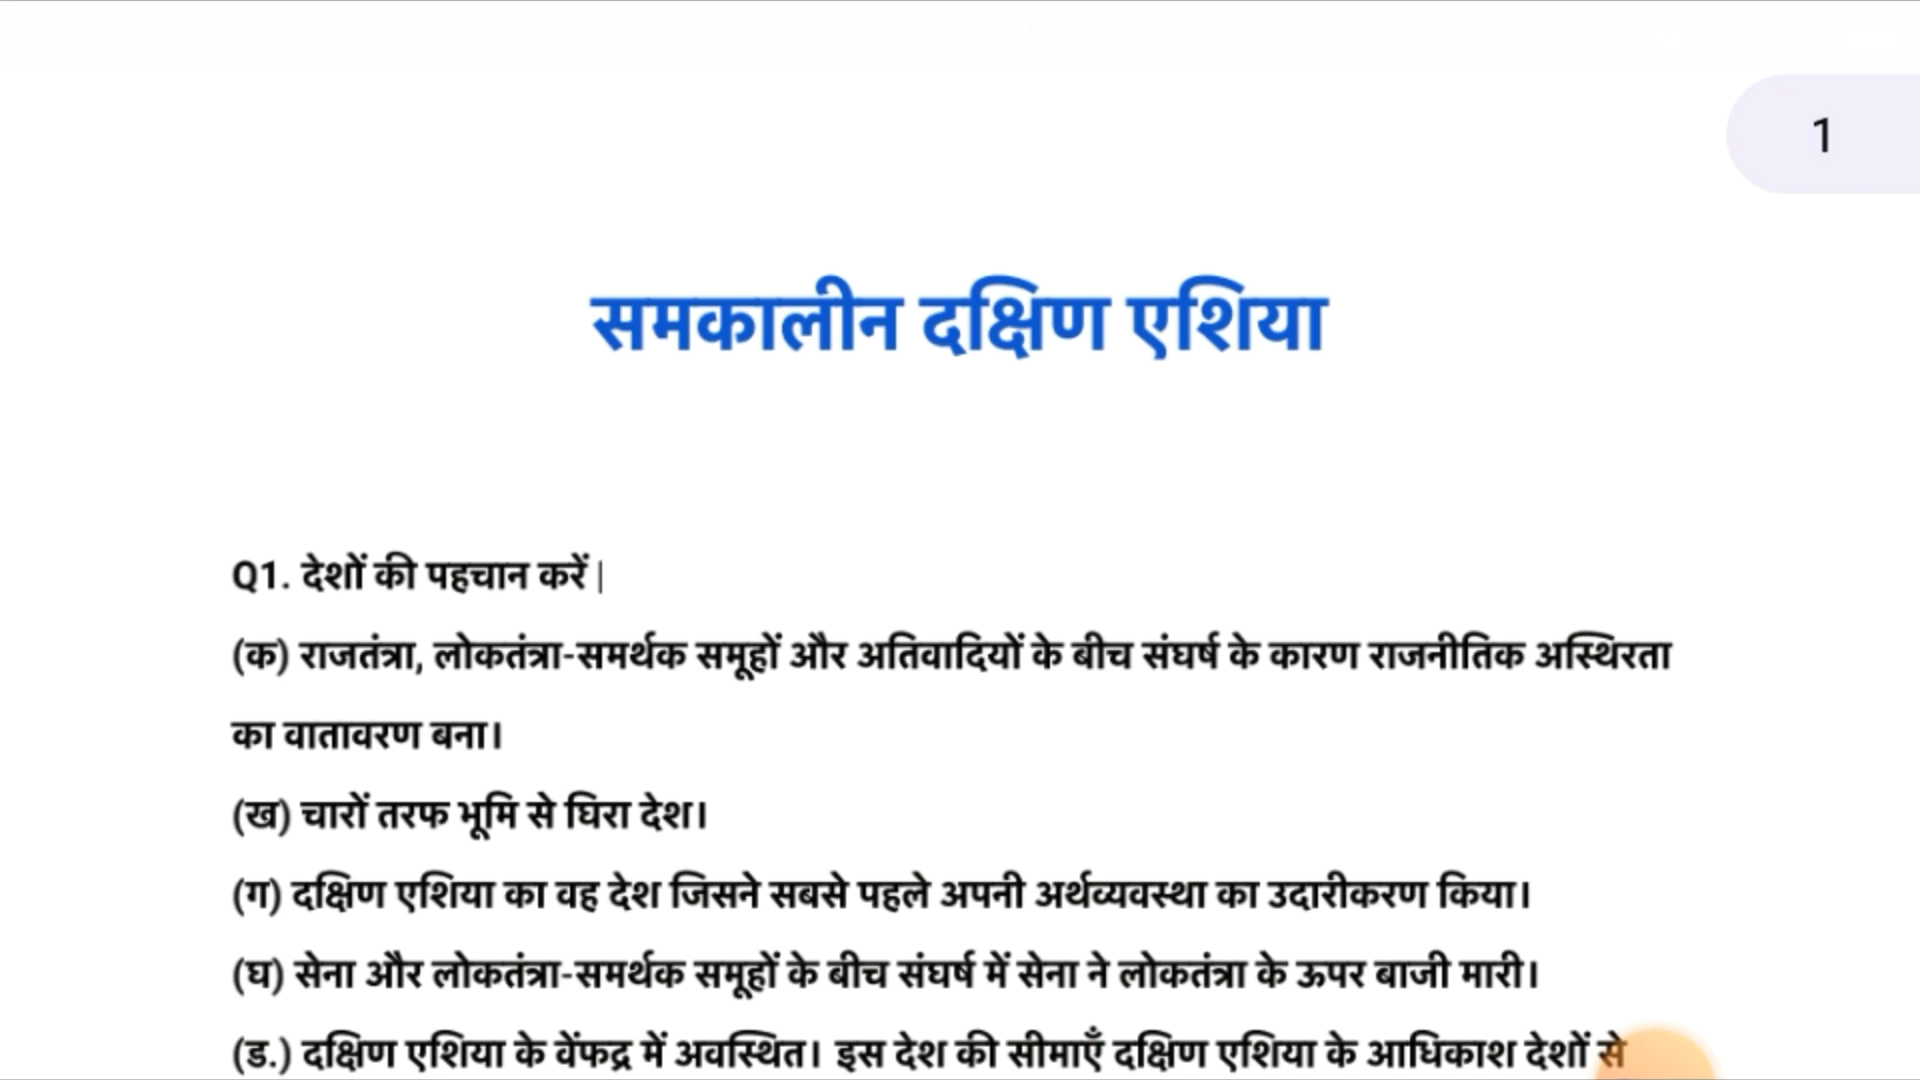 1
समकालीन दक्षिण एशिया
Q1. देशों की पहचान करें |
(क) राजतंत्रा, लोकतंत्रा-समर्थक समूहों और अतिवादियों के बीच संघर्ष के कारण राजनीतिक अस्थिरता
का वातावरण बना।
(ख) चारों तरफ भूमि से घिरा देश।
(ग) दक्षिण एशिया का वह देश जिसने सबसे पहले अपनी अर्थव्यवस्था का उदारीकरण किया।
(घ) सेना और लोकतंत्रा-समर्थक समूहों के बीच संघर्ष में सेना ने लोकतंत्रा के ऊपर बाजी मारी।
(ड.) दक्षिण एशिया के वेंफद्र में अवस्थित। इस देश की सीमाएँ दक्षिण एशिया के आधिकाश देशों से